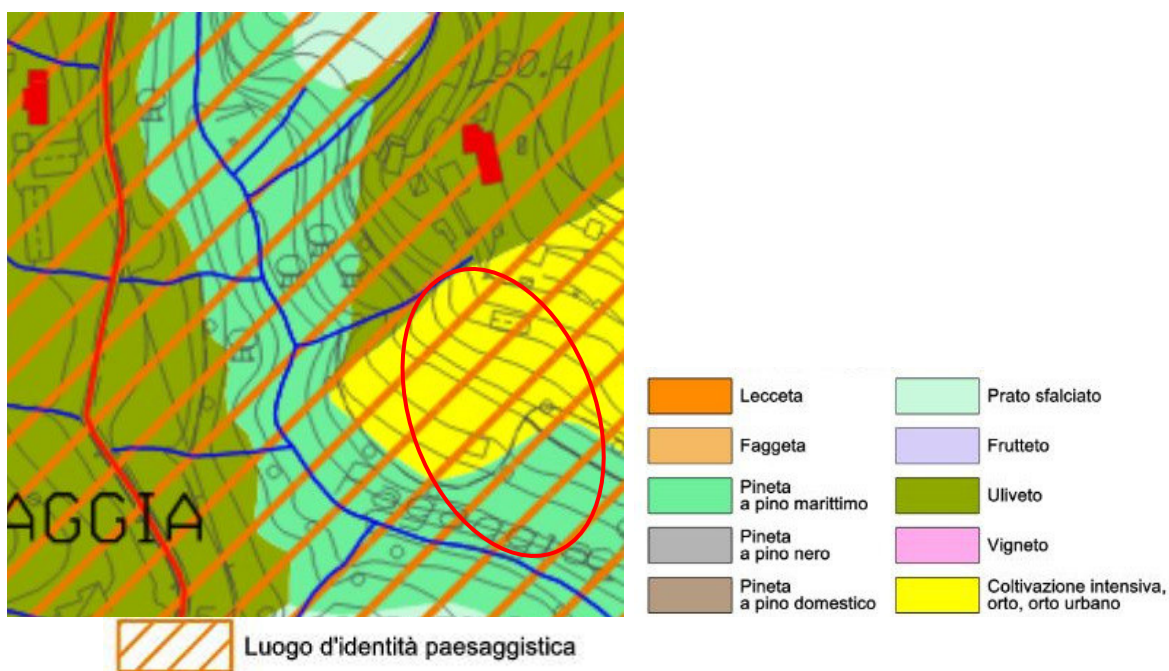 80.4
AGGIA
Luogo d'identità paesaggistica
Lecceta
Faggeta
Pineta
a pino marittimo
Pineta
a pino nero
Pineta
a pino domestico
Prato sfalciato
Frutteto
Uliveto
Vigneto
Coltivazione intensiva,
orto, orto urbano